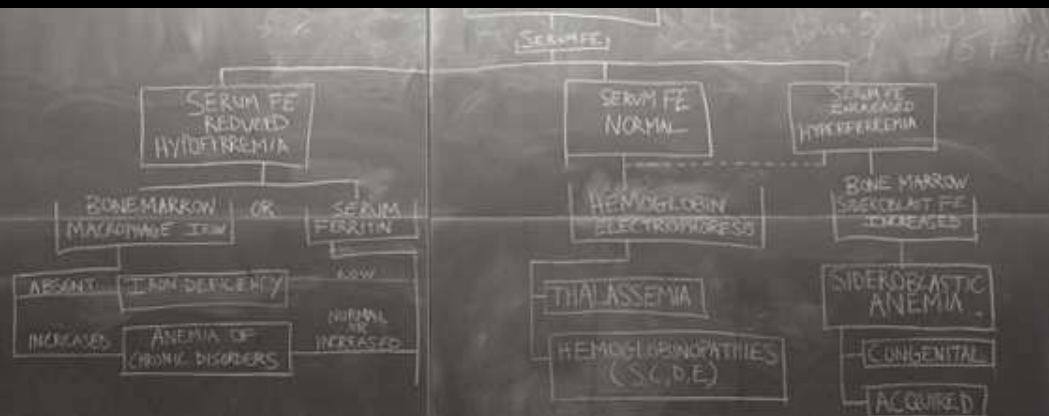 SERUM FE
SERUM FE
REDUCED
HYPOFERREMIA
SERUM FE
NORMAL
SERUM FE
INCREASED
HYPERFERREMIA
BONE MARROW
MACROPHAGE IRON
OR
SERUM
FERRITIN
HEMOGLOBIN
ELECTROPHORESIS
BONE MARROW
SIDEROBLAST FE
INCREASED
ABSENT
IRON DEFICIENCY
INCREASED
ANEMIA OF
CHRONIC DISORDERS
NORMAL
OR
INCREASED
THALASSEMIA
HEMOGLOBINOPATHIES
(S,C,D,E)
SIDEROBLASTIC
ANEMIA
CONGENITAL
ACQUIRED